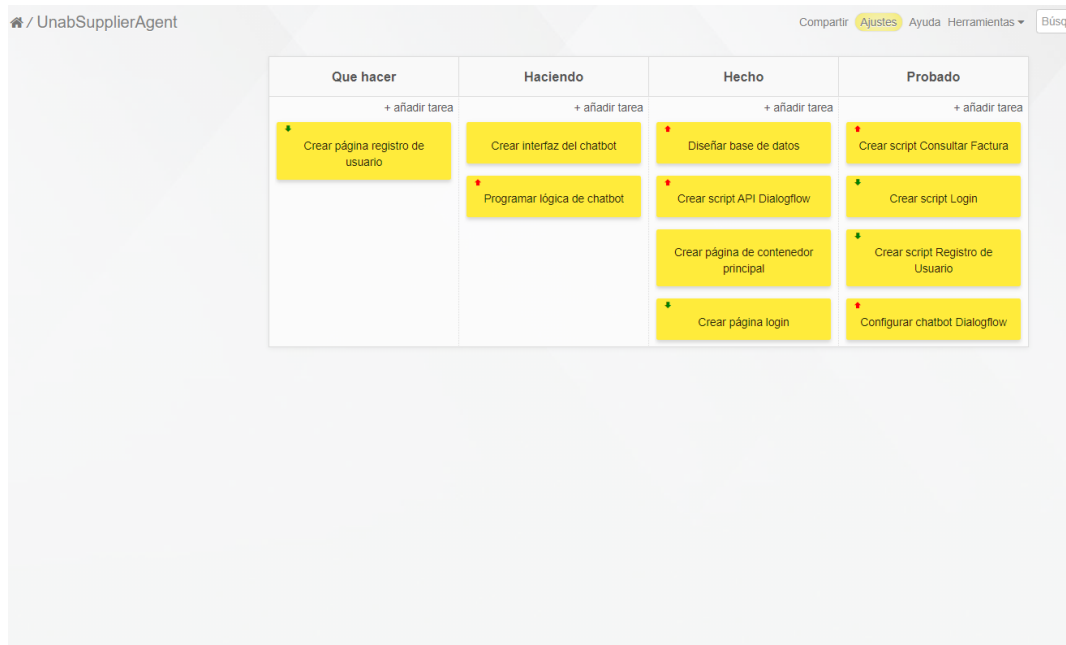 / UnabSupplierAgent
Compartir Ajustes Ayuda Herramientas
Búsq
Que hacer
+ añadir tarea
Crear página registro de
usuario
Haciendo
+ añadir tarea
Crear interfaz del chatbot
Programar lógica de chatbot
Hecho
+ añadir tarea
Diseñar base de datos
Crear script API Dialogflow
Crear página de contenedor
principal
Crear página login
Probado
+ añadir tarea
Crear script Consultar Factura
Crear script Login
Crear script Registro de
Usuario
Configurar chatbot Dialogflow